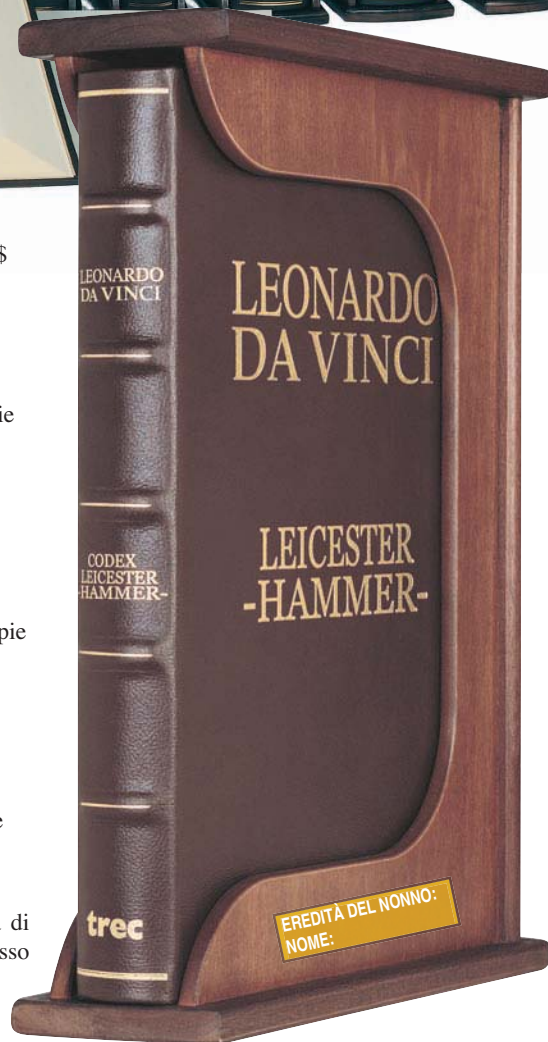 $
ie
pie
e
di
sso
LEONARDO
DA VINCI
CODEX
LEICESTER
-HAMMER-
trec
LEONARDO
DA VINCI
LEICESTER
-HAMMER-
EREDITÀ DEL NONNO:
NOME: